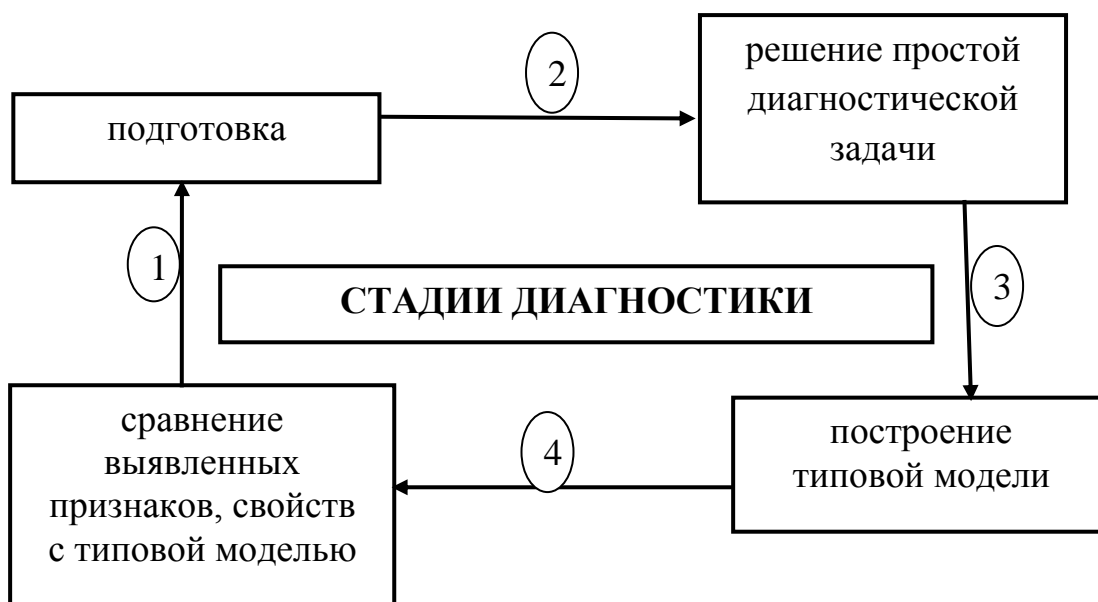 подготовка
2
решение простой
диагностической
задачи
1
СТАДИИ ДИАГНОСТИКИ
3
сравнение
выявленных
признаков, свойств
с типовой моделью
4
построение
типовой модели